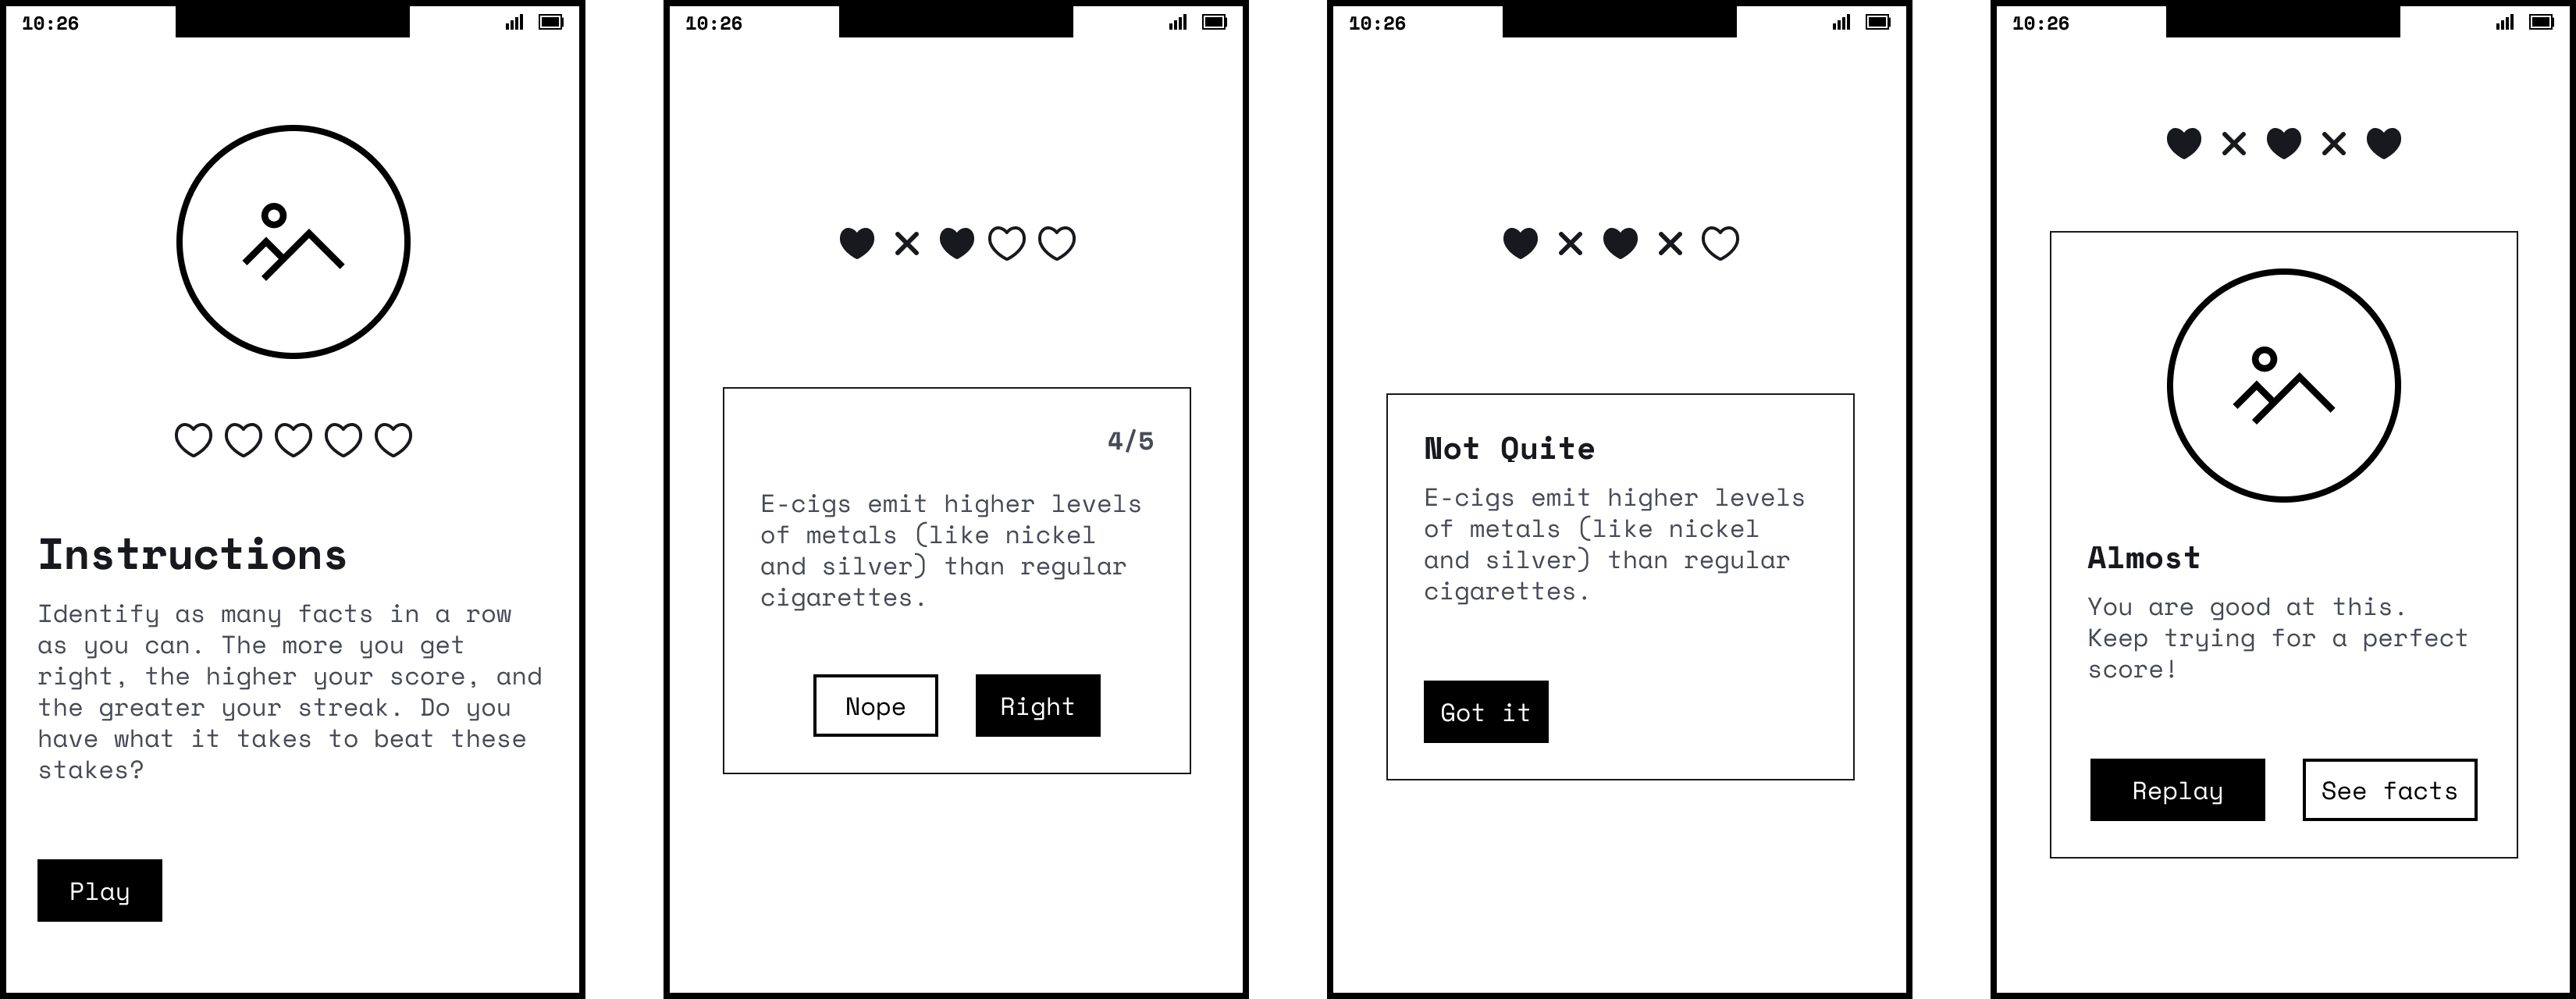 10:26
Instructions
Identify as many facts in a row
as you can. The more you get
right, the higher your score, and
the greater your streak. Do you
have what it takes to beat these
stakes?
Play
10:26
4/5
E-cigs emit higher levels
of metals (like nickel
and silver) than regular
cigarettes.
Nope
Right
10:26
Not Quite
E-cigs emit higher levels
of metals (like nickel
and silver) than regular
cigarettes.
Got it
10:26
Almost
You are good at this.
Keep trying for a perfect
score!
Replay
See facts